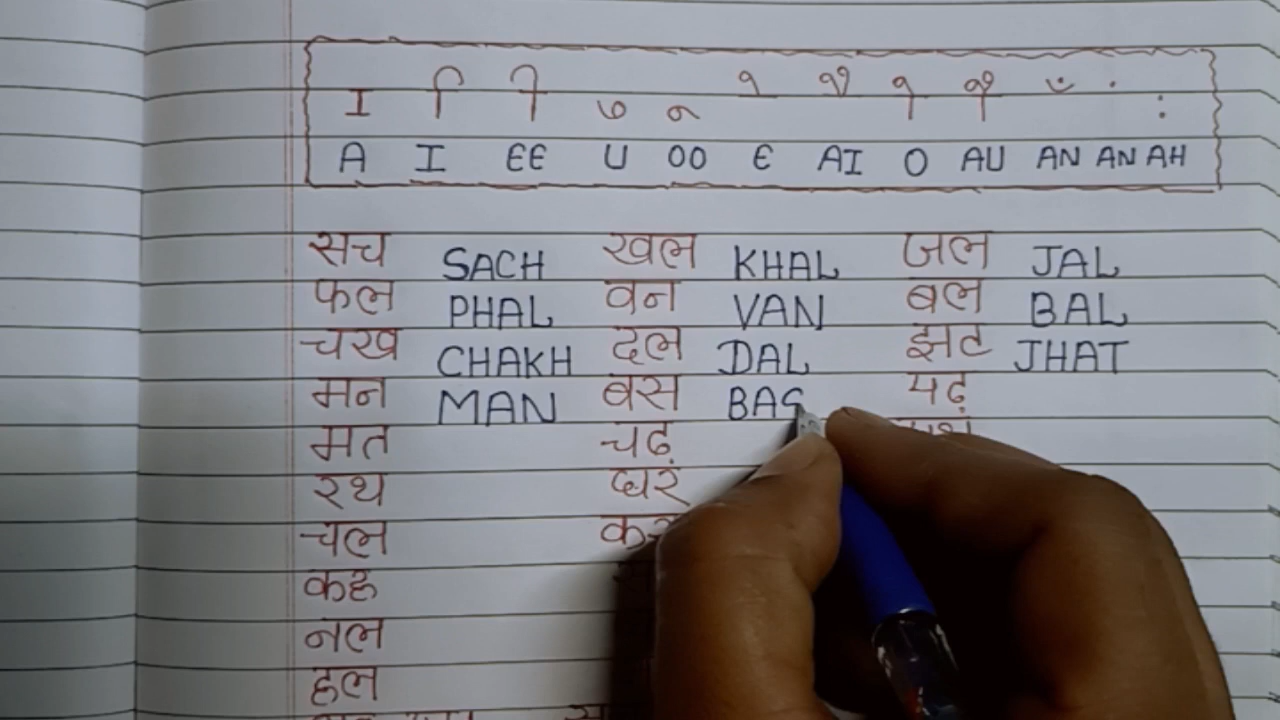 ा ि ी ु ू े ै ो ौ ँ ं ः
A I EE U OO E AI O AU AN AN AH
सच SACH खल KHAL जल JAL
फल PHAL वन VAN बल BAL
चख CHAKH दल DAL झट JHAT
मन MAN बस BAS पढ़
मत चढ़
रथ घर
चल
कह
नल
हल